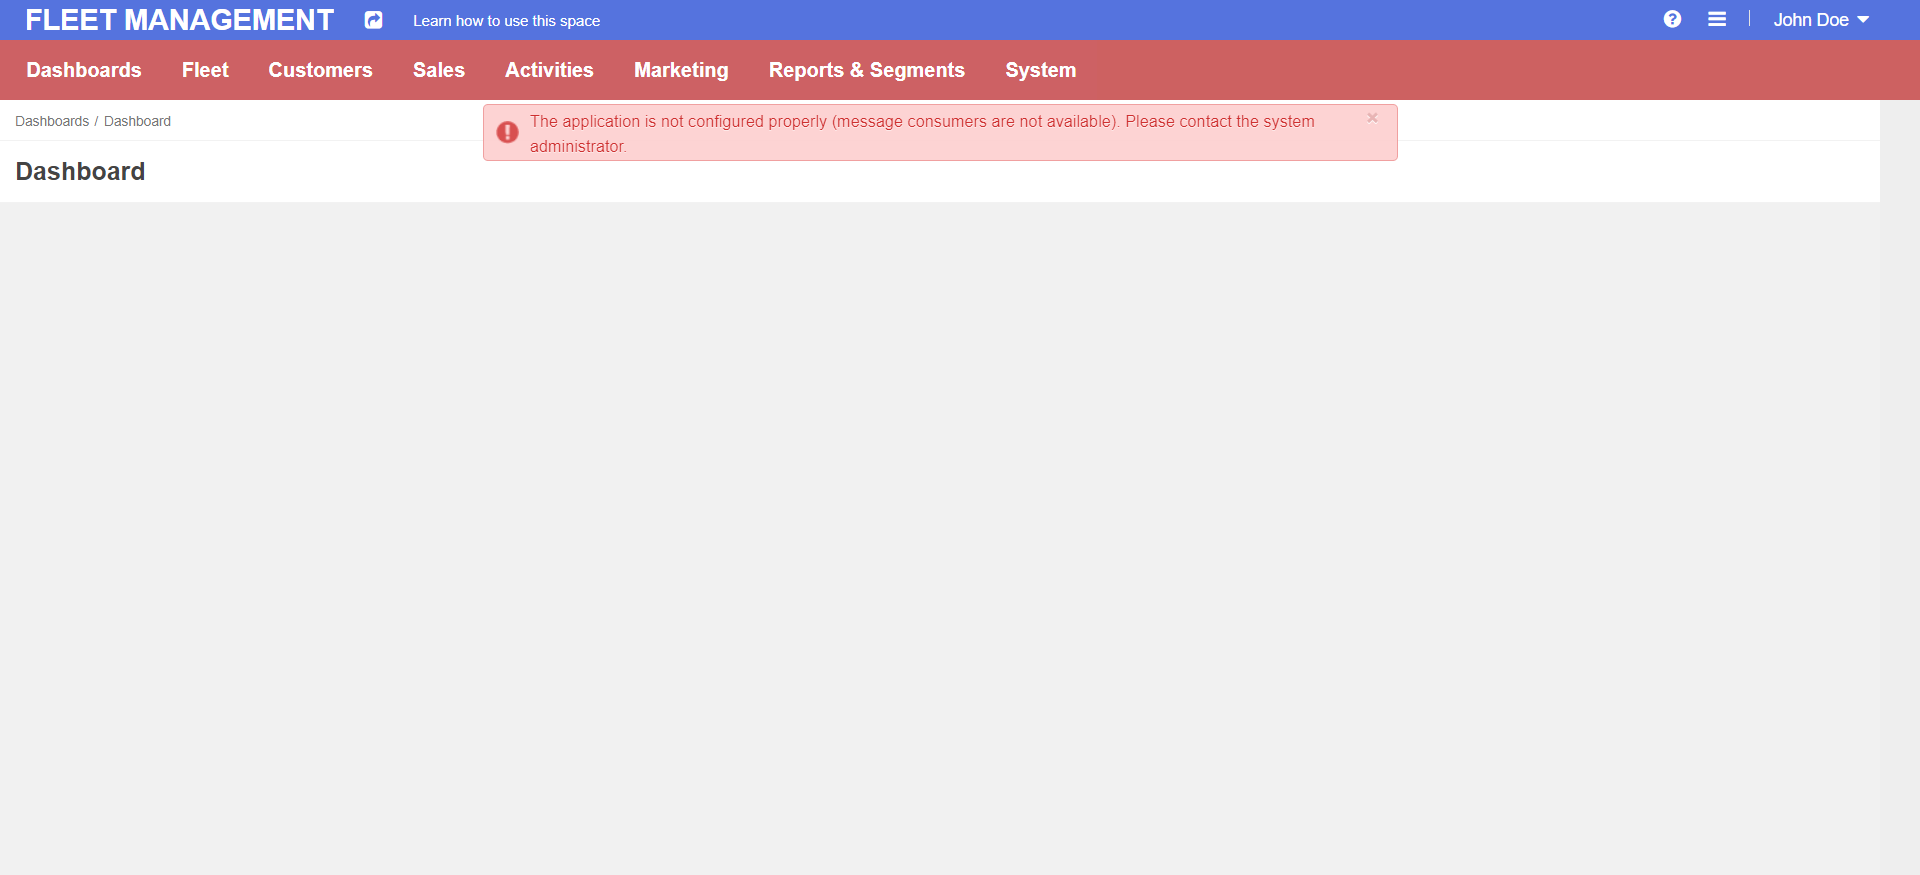 FLEET MANAGEMENT
Learn how to use this space
John Doe
Dashboards Fleet Customers Sales Activities Marketing Reports & Segments System
Dashboards / Dashboard
The application is not configured properly (message consumers are not available). Please contact the system
administrator.
×
Dashboard